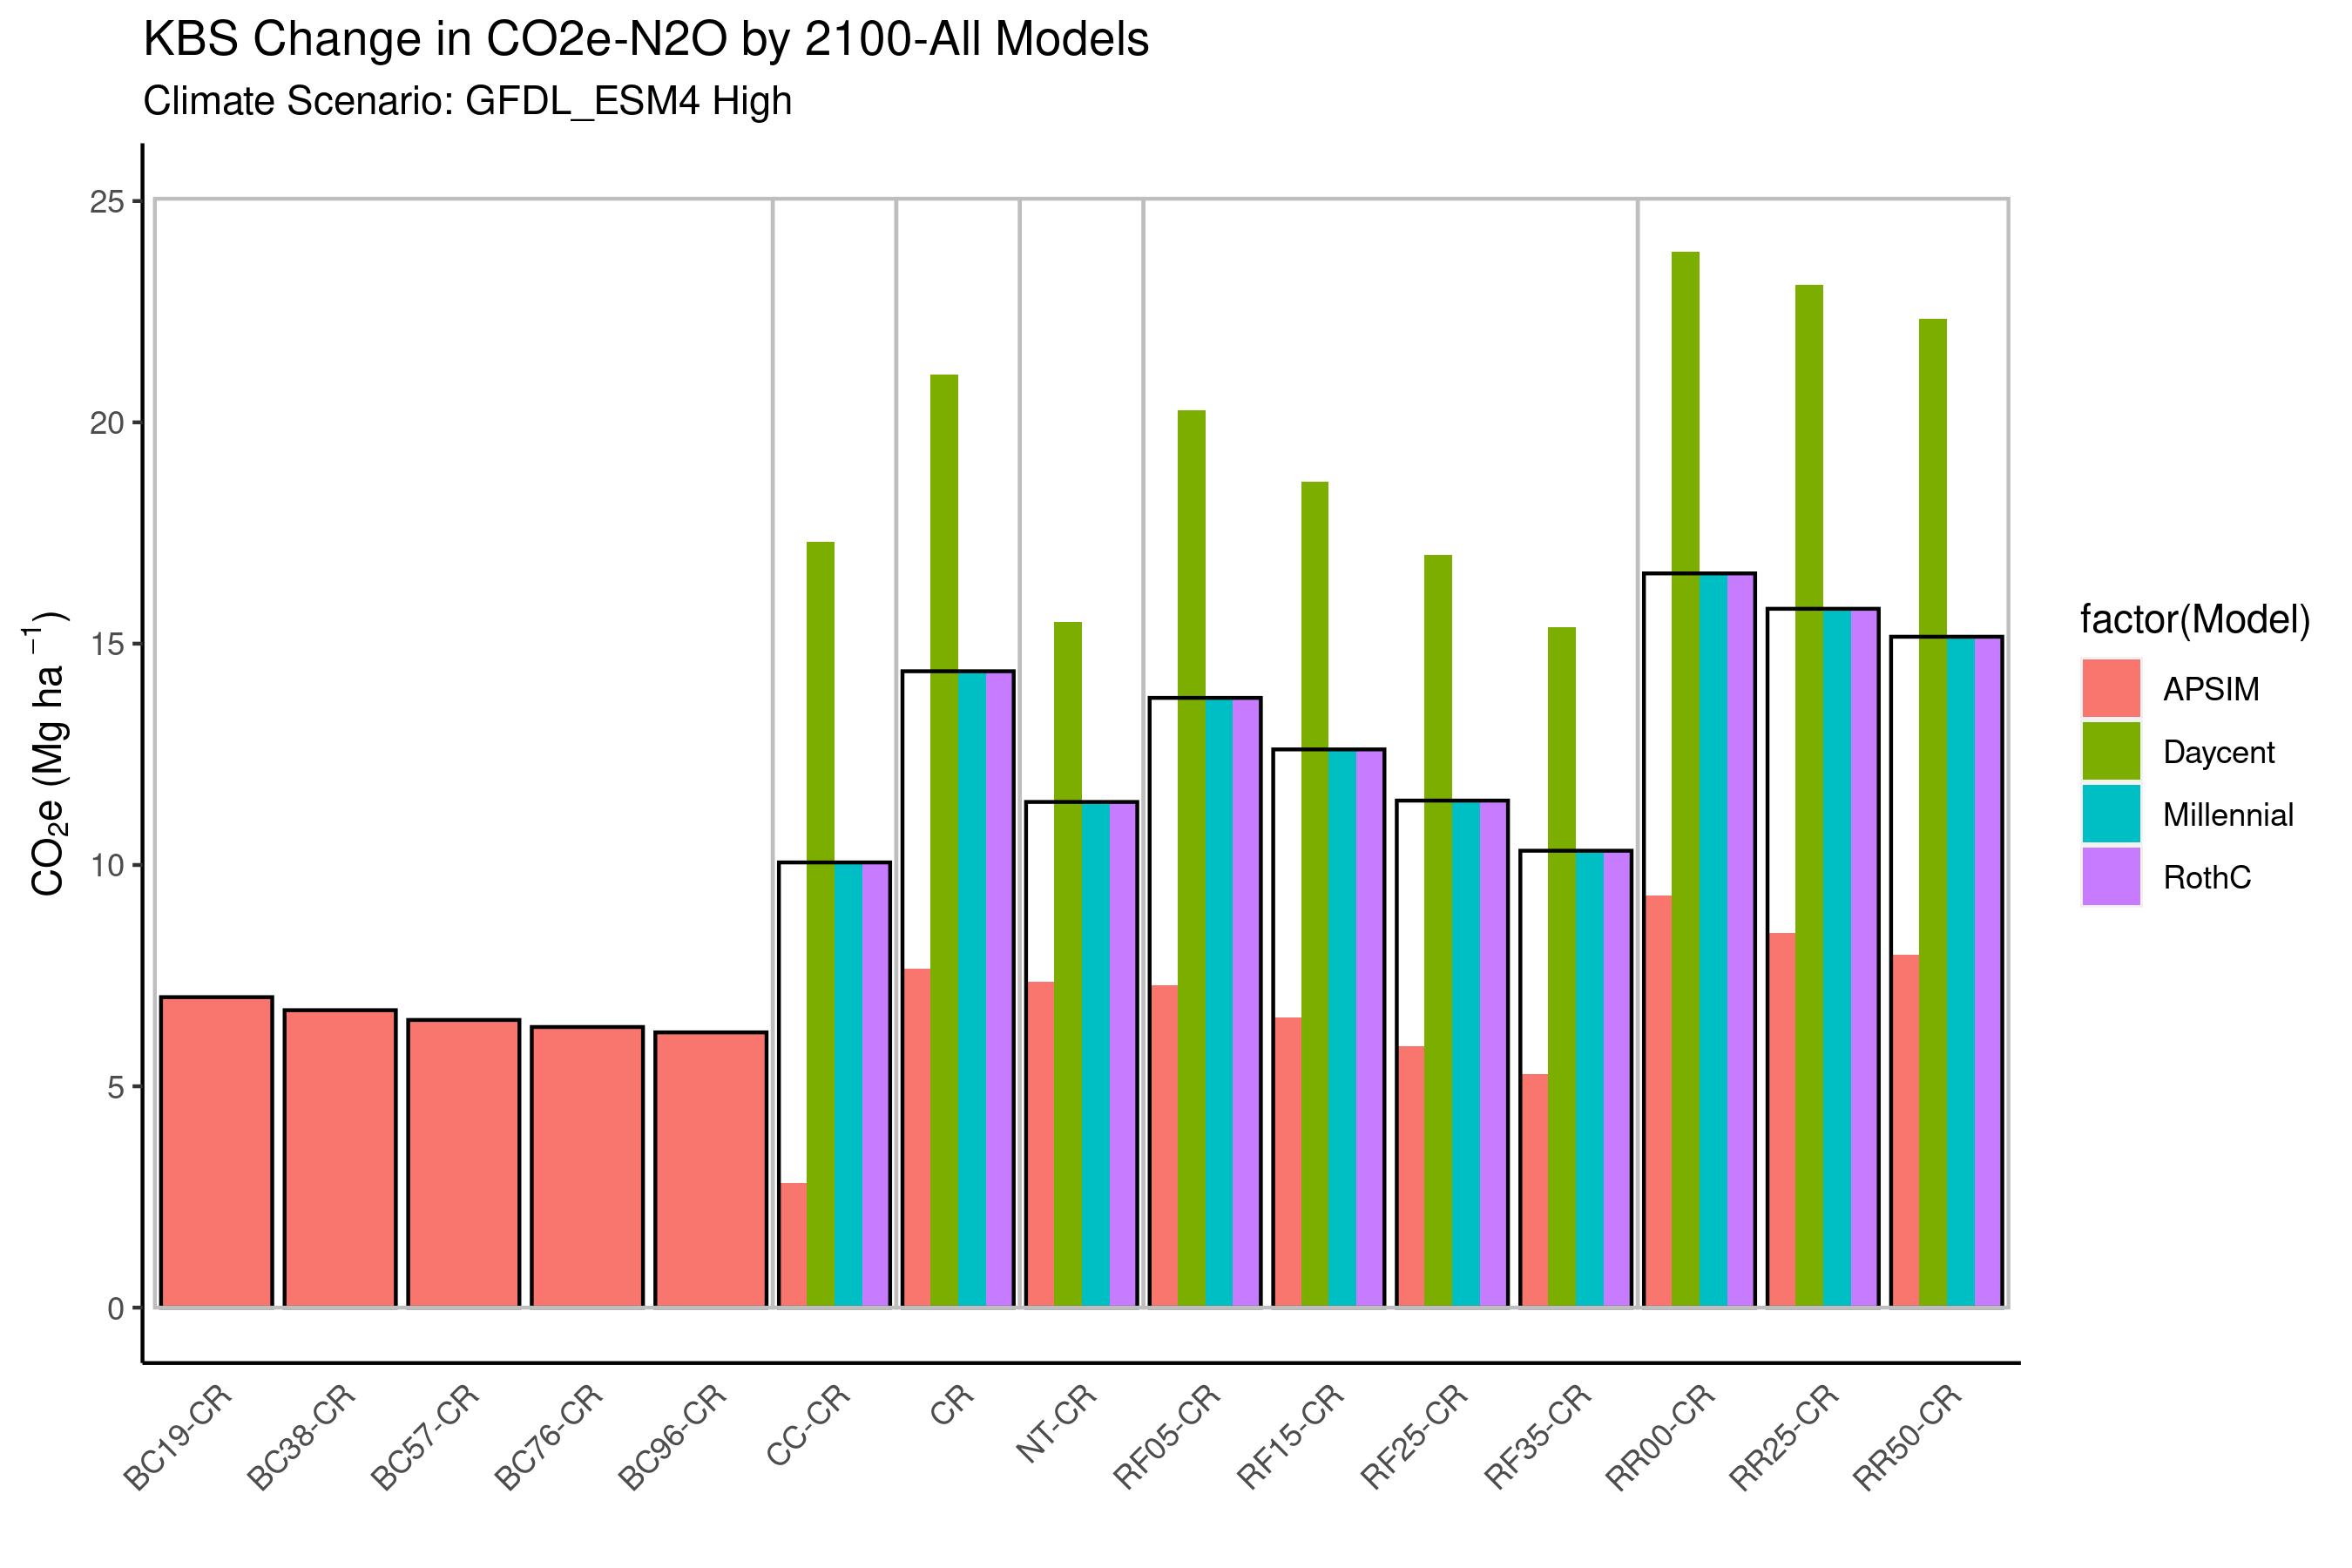 KBS Change in CO2e-N2O by 2100-All Models
Climate Scenario: GFDL_ESM4 High
CO₂e (Mg ha ⁻¹)
25
20
15
10
5
0
BC19-CR
BC38-CR
BC57-CR
BC76-CR
BC96-CR
CC-CR
CR
NT-CR
RF05-CR
RF15-CR
RF25-CR
RF35-CR
RR00-CR
RR25-CR
RR50-CR
factor(Model)
APSIM
Daycent
Millennial
RothC